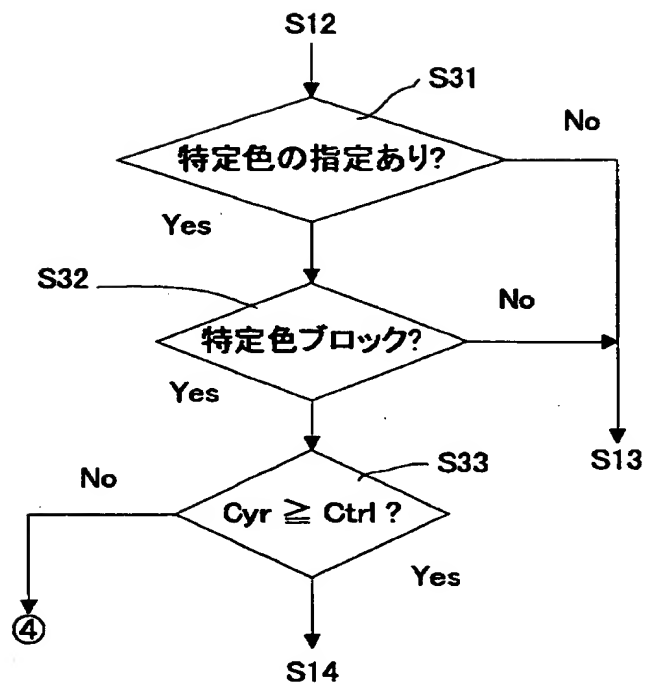 S12
S31
No
特定色の指定あり?
Yes
S32
No
特定色ブロック?
Yes
S33
S13
No
Cyr ≧ Ctrl ?
Yes
④
S14